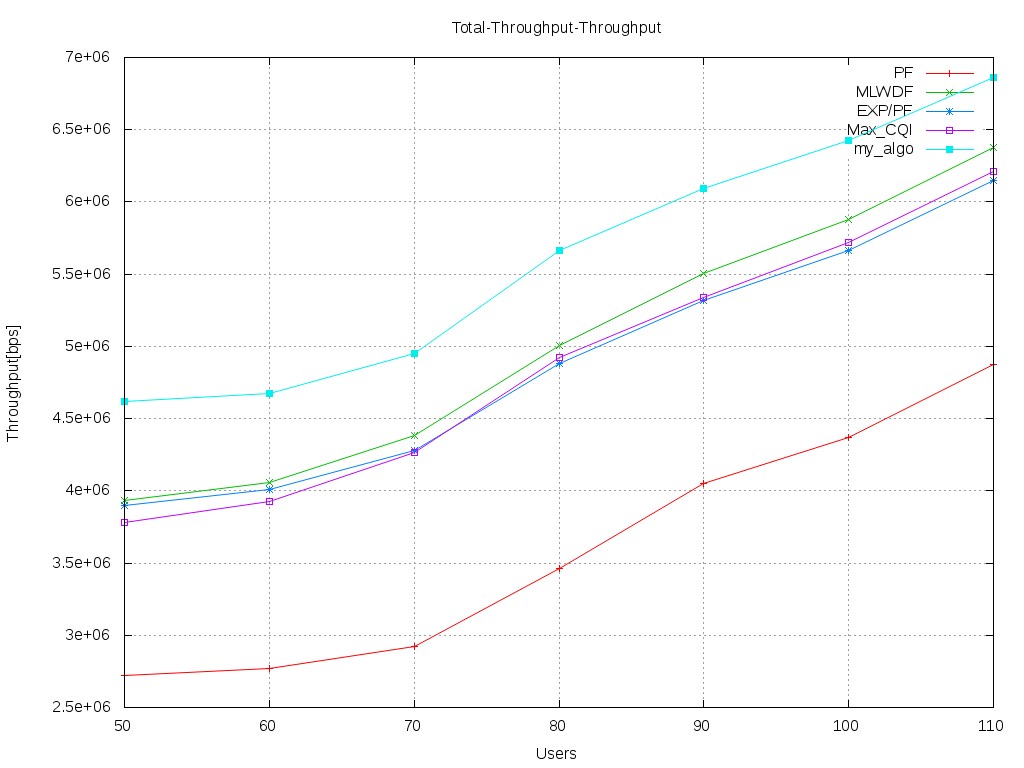 Total-Throughput-Throughput
7e+06
6.5e+06
6e+06
5.5e+06
5e+06
4.5e+06
4e+06
3.5e+06
3e+06
2.5e+06
Throughput[bps]
PF
MLWDF
EXP/PF
Max_CQI
my_algo
50 60 70 80 90 100 110
Users